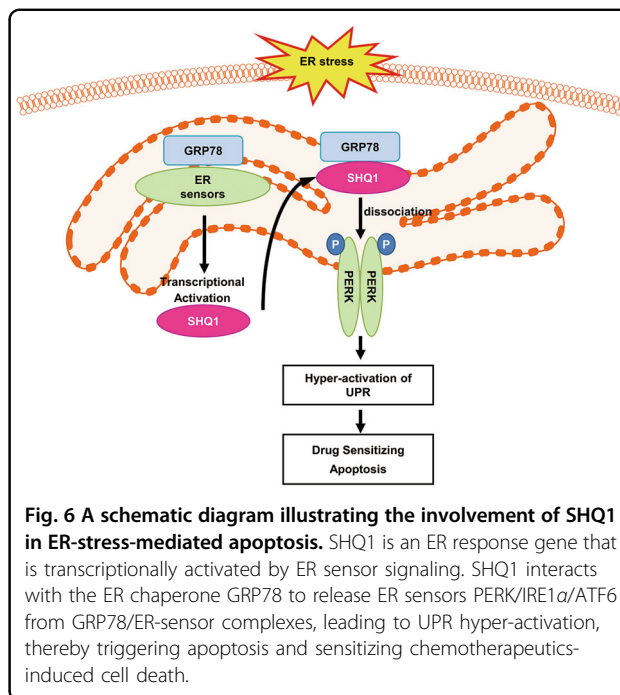 ER stress
GRP78
ER
sensors
Transcriptional
Activation
SHQ1
GRP78
SHQ1
dissociation
P
P
PERK
PERK
Hyper-activation of
UPR
Drug Sensitizing
Apoptosis
Fig. 6 A schematic diagram illustrating the involvement of SHQ1
in ER-stress-mediated apoptosis. SHQ1 is an ER response gene that
is transcriptionally activated by ER sensor signaling. SHQ1 interacts
with the ER chaperone GRP78 to release ER sensors PERK/IRE1α/ATF6
from GRP78/ER-sensor complexes, leading to UPR hyper-activation,
thereby triggering apoptosis and sensitizing chemotherapeutics-
induced cell death.